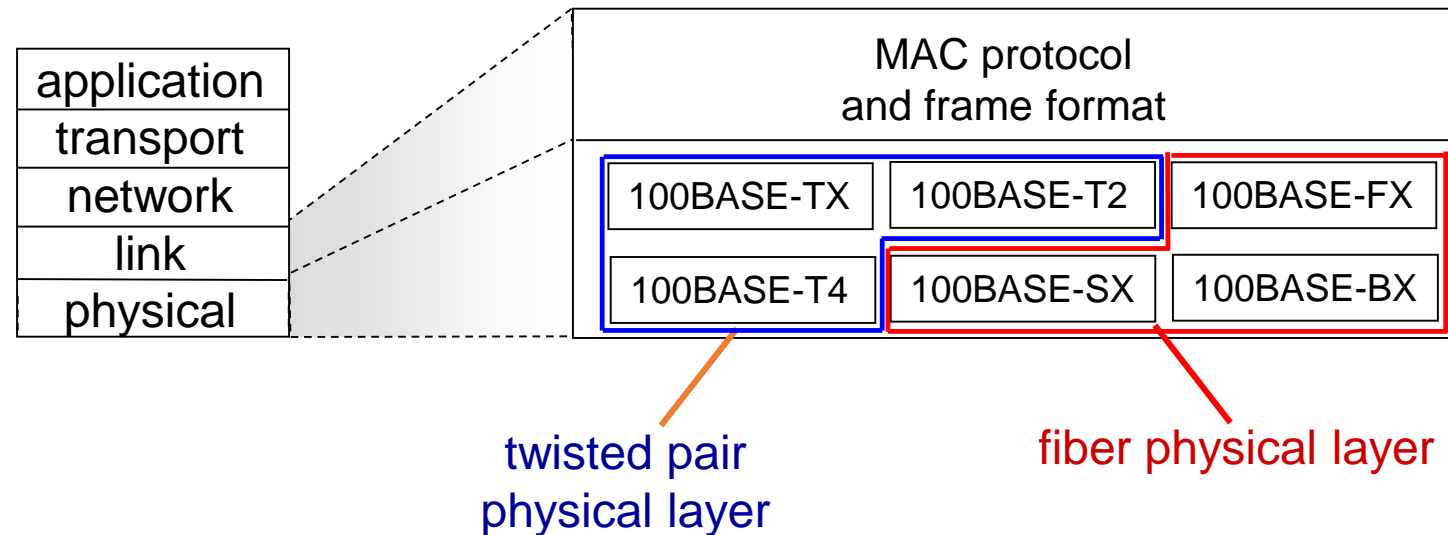 application
transport
network
link
physical
MAC protocol
and frame format
100BASE-TX
100BASE-T2
100BASE-FX
100BASE-T4
100BASE-SX
100BASE-BX
twisted pair
physical layer
fiber physical layer